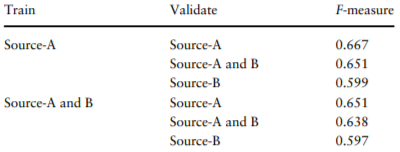 Train Validate F-measure
Source-A Source-A 0.667
Source-A and B 0.651
Source-B 0.599
Source-A and B Source-A 0.651
Source-A and B 0.638
Source-B 0.597